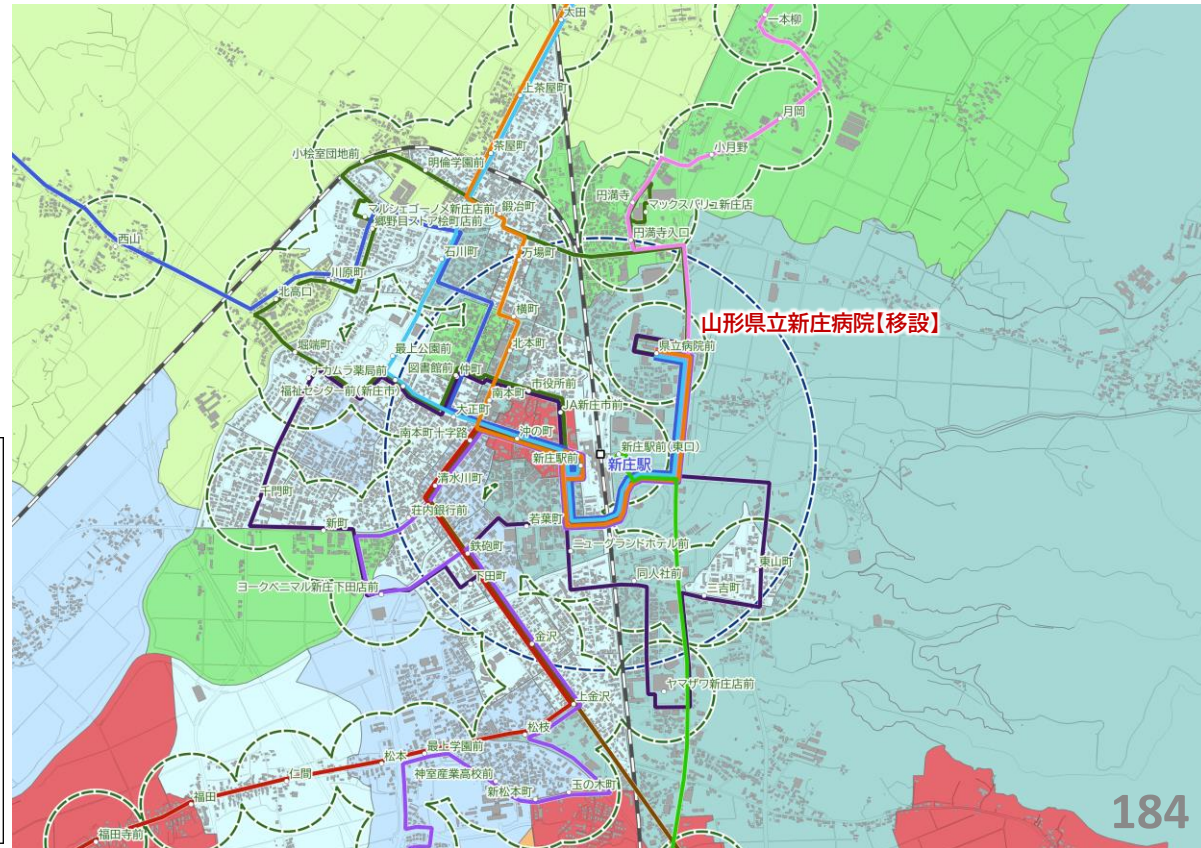 太田
一本柳
上茶屋町
月岡
茶屋町
小月野
小桧室団地前
明倫学園前
円満寺
マックスバリュ新庄店
マルシェゴーノメ新庄店前
鍛冶町
郷野目ストア桧町店前
円満寺入口
西山
石川町
万場町
川原町
北高口
横町
山形県立新庄病院【移設】
堀端町
最上公園前
北本町
県立病院前
ナカムラ薬局前
図書館前
仲町
福祉センター前(新庄市)
市役所前
南本町
大正町
JA新庄市前
南本町十字路
沖の町
新庄駅前(東口)
新庄駅前
新庄駅
清水川町
千門町
荘内銀行前
新町
若葉町
鉄砲町
ニューグランドホテル前
東山町
下田町
同人社前
ヨークベニマル新庄下田店前
三吉町
金沢
ヤマザワ新庄店前
上金沢
松枝
最上学園前
松本
仁間
神室産業高校前
玉の木町
新松本町
福田
福田寺前
184